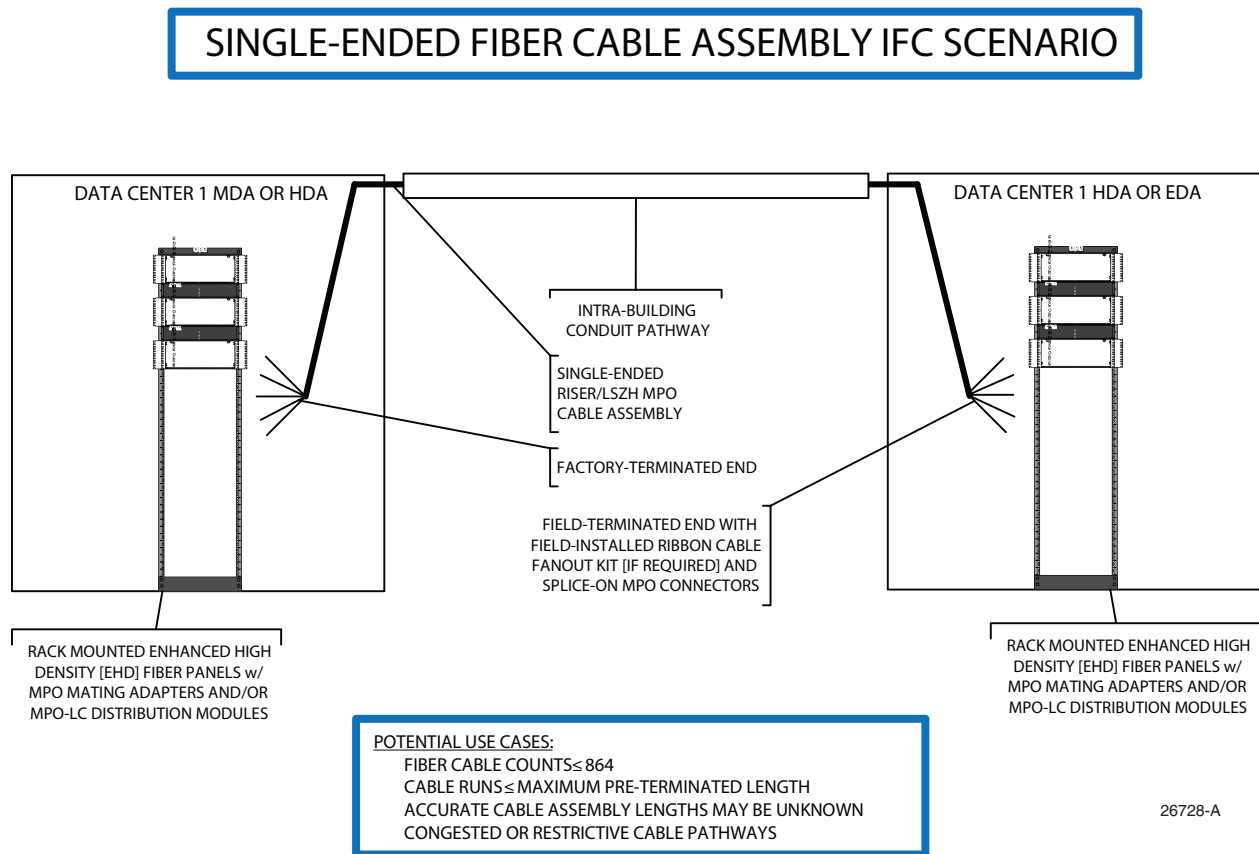 SINGLE-ENDED FIBER CABLE ASSEMBLY IFC SCENARIO
DATA CENTER 1 MDA OR HDA
DATA CENTER 1 HDA OR EDA
INTRA-BUILDING
CONDUIT PATHWAY
SINGLE-ENDED
RISER/LSZH MPO
CABLE ASSEMBLY
FACTORY-TERMINATED END
FIELD-TERMINATED END WITH
FIELD-INSTALLED RIBBON CABLE
FANOUT KIT [IF REQUIRED] AND
SPLICE-ON MPO CONNECTORS
RACK MOUNTED ENHANCED HIGH
DENSITY [EHD] FIBER PANELS w/
MPO MATING ADAPTERS AND/OR
MPO-LC DISTRIBUTION MODULES
RACK MOUNTED ENHANCED HIGH
DENSITY [EHD] FIBER PANELS w/
MPO MATING ADAPTERS AND/OR
MPO-LC DISTRIBUTION MODULES
POTENTIAL USE CASES:
FIBER CABLE COUNTS≤ 864
CABLE RUNS ≤ MAXIMUM PRE-TERMINATED LENGTH
ACCURATE CABLE ASSEMBLY LENGTHS MAY BE UNKNOWN
CONGESTED OR RESTRICTIVE CABLE PATHWAYS
26728-A